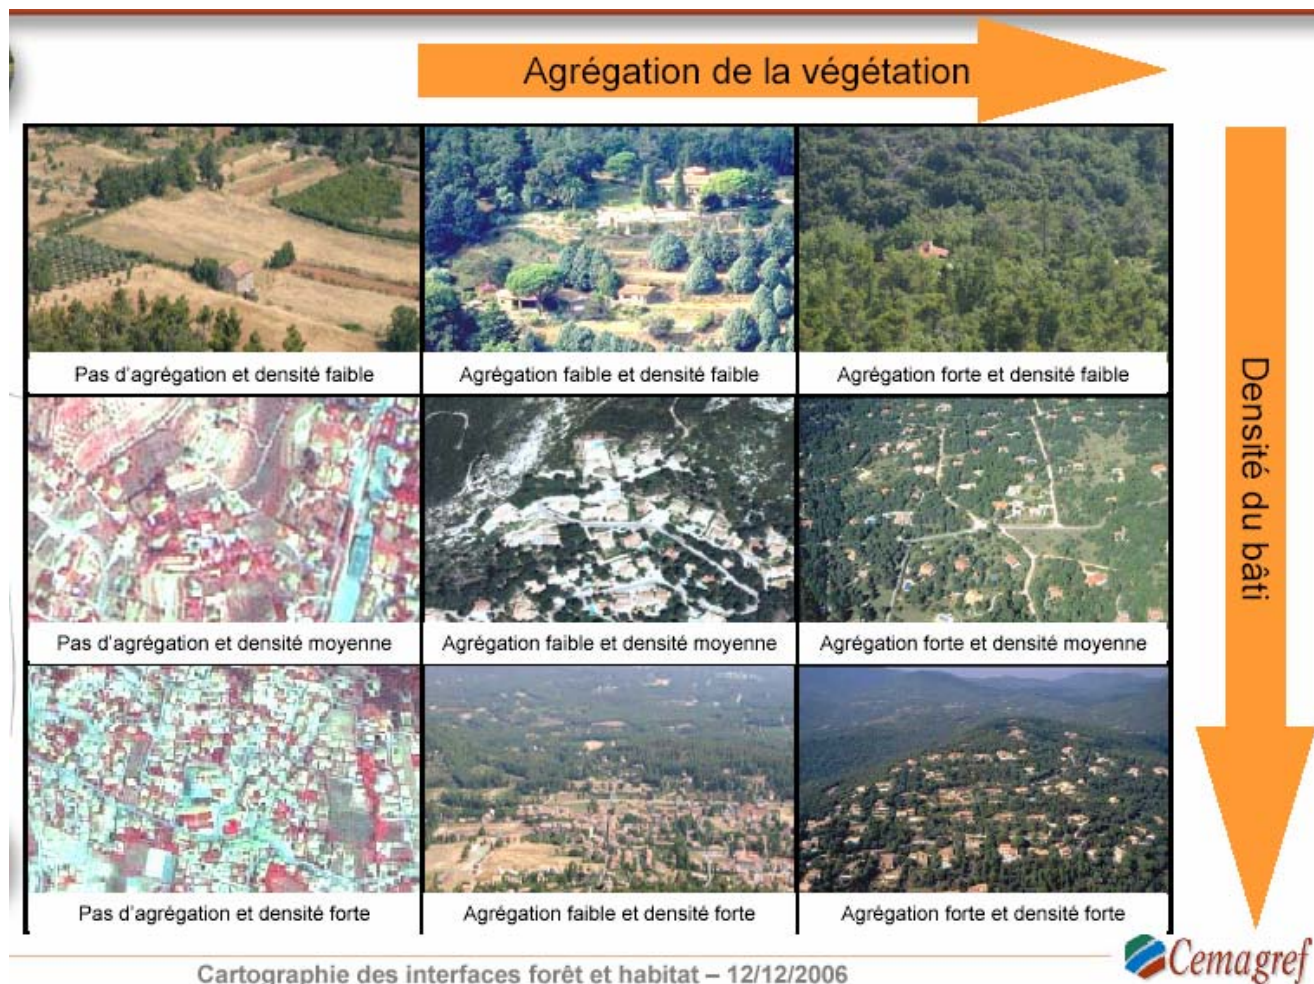 Agrégation de la végétation
Pas d'agrégation et densité faible
Agrégation faible et densité faible
Agrégation forte et densité faible
Densité du bâti
Pas d'agrégation et densité moyenne
Agrégation faible et densité moyenne
Agrégation forte et densité moyenne
Pas d'agrégation et densité forte
Agrégation faible et densité forte
Agrégation forte et densité forte
Cartographie des interfaces forêt et habitat – 12/12/2006
Cemagref